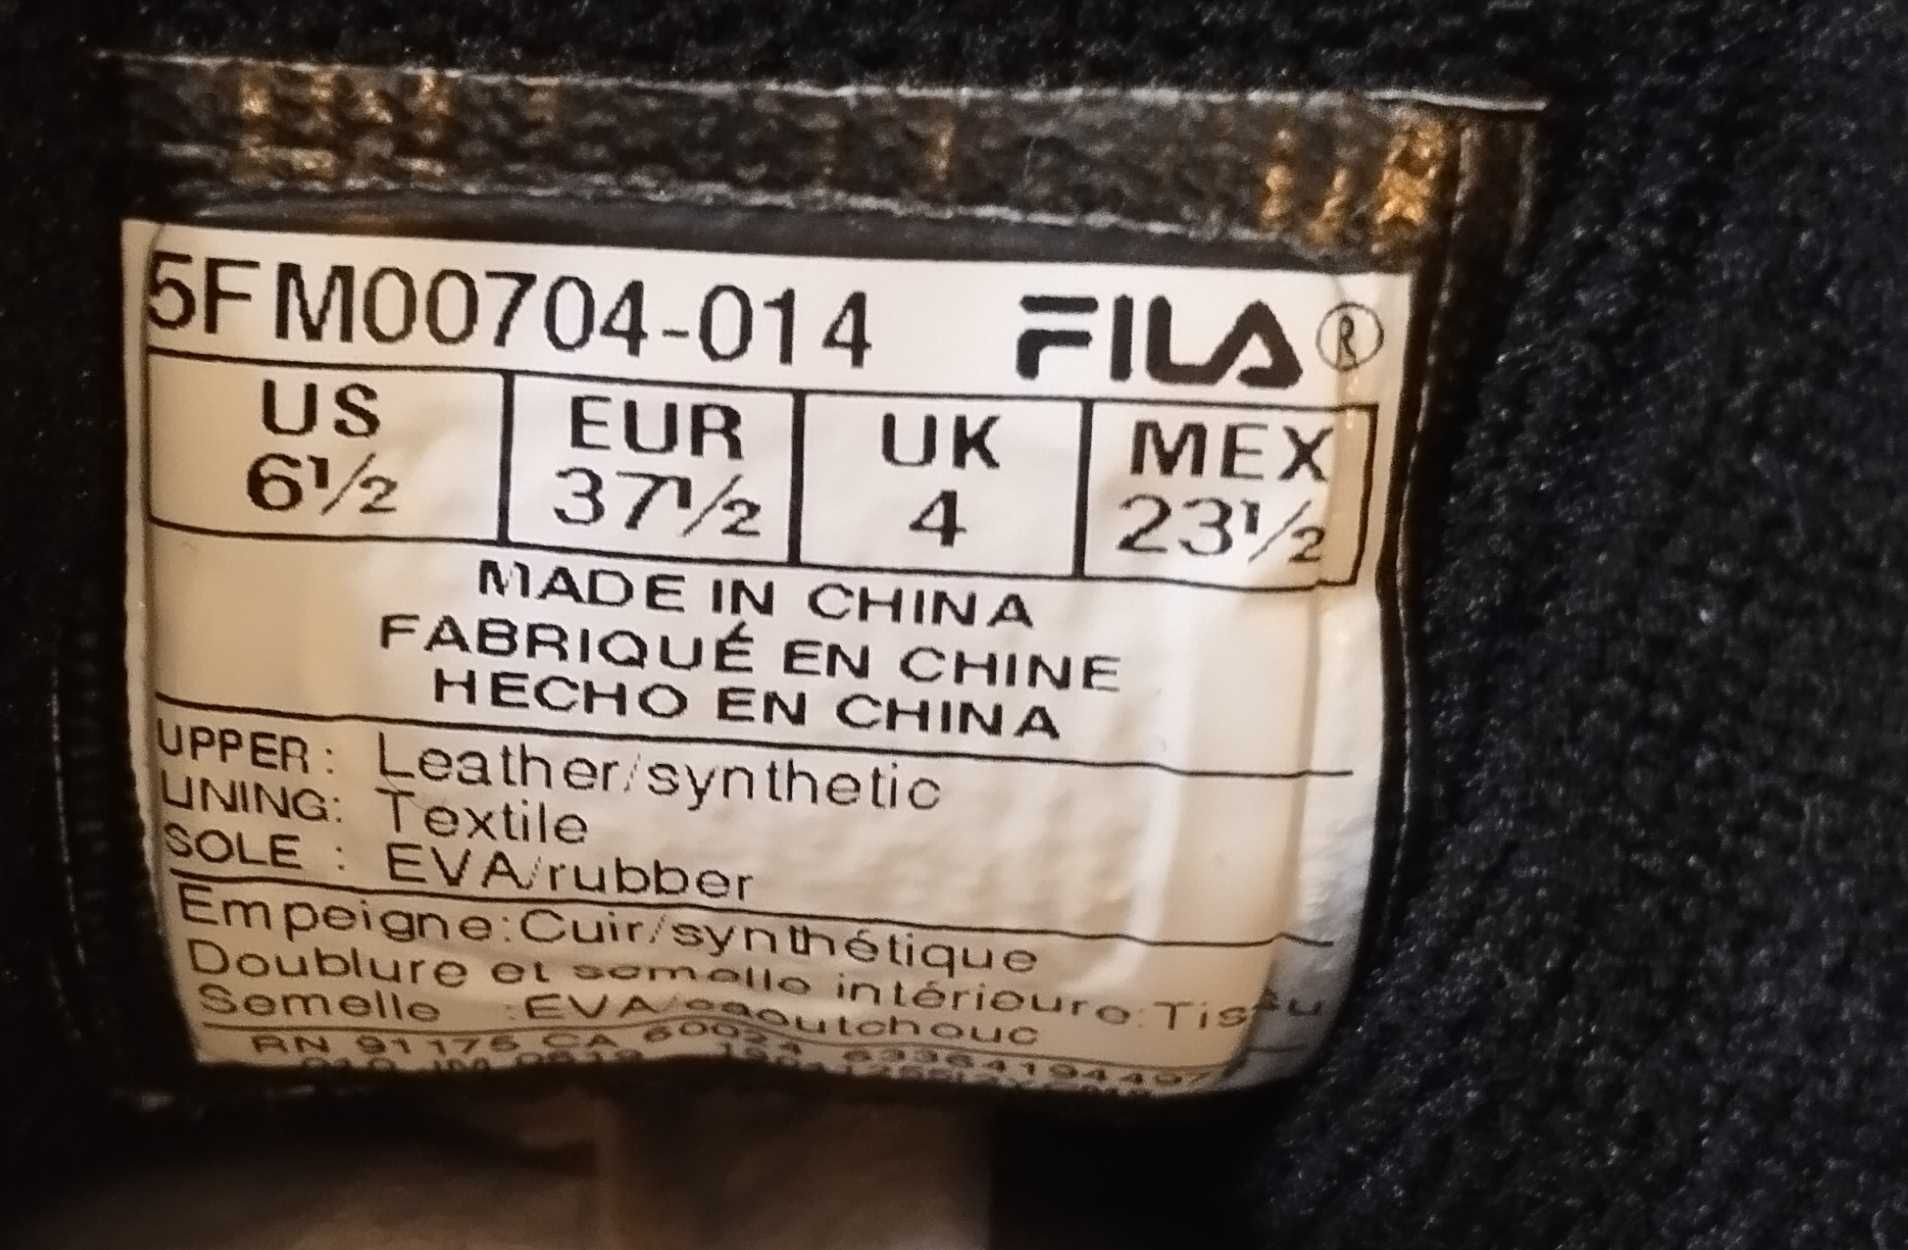 5FM00704-014 FILA®
US EUR UK MEX
6½ 37½ 4 23½
MADE IN CHINA
FABRIQUÉ EN CHINE
HECHO EN CHINA
UPPER: Leather/synthetic
LINING: Textile
SOLE : EVA/rubber
Empeigne:Cuir/synthétique
Doublure et semelle intérieure:Tissu
Semelle :EVA/caoutchouc
RN 91175 CA 60024